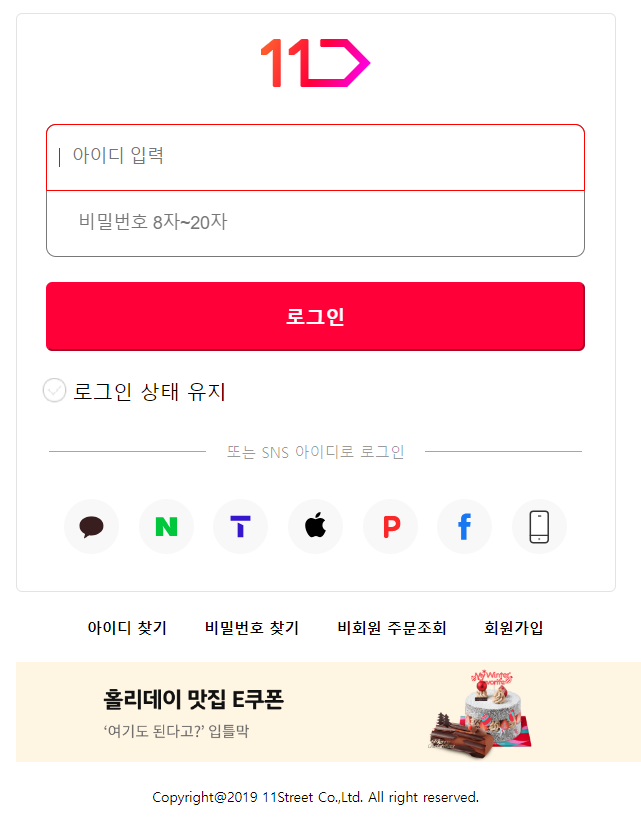 11
아이디 입력
비밀번호 8자~20자
로그인
로그인 상태 유지
또는 SNS 아이디로 로그인
N T P f
아이디 찾기 비밀번호 찾기 비회원 주문조회 회원가입
홀리데이 맛집 E쿠폰
‘여기도 된다고?’ 입틀막
My Winter
Favorite
Copyright@2019 11Street Co.,Ltd. All right reserved.